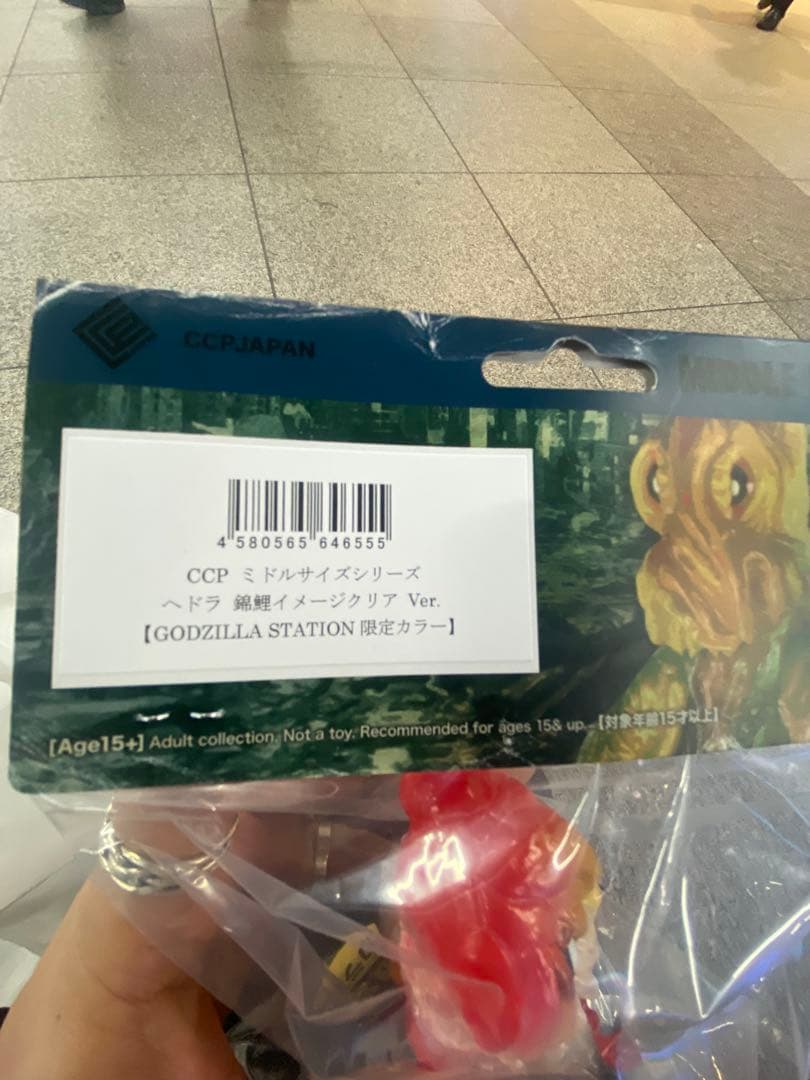 CCPJAPAN
MIDDLE
4 580565 646555
CCP ミドルサイズシリーズ
ヘドラ 錦鯉イメージクリア Ver.
【GODZILLA STATION 限定カラー】
[Age15+] Adult collection. Not a toy. Recommended for ages 15& up.【対象年齢15才以上】